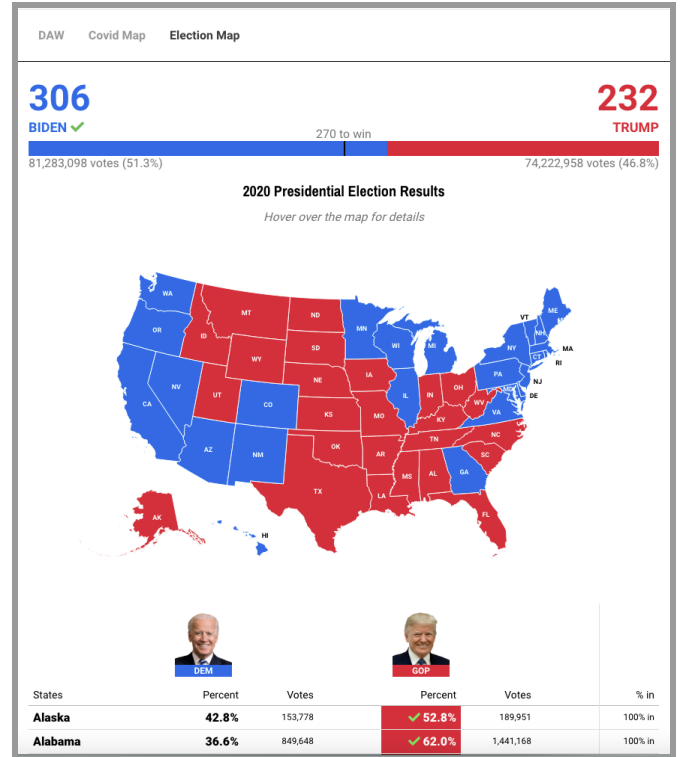 DAW Covid Map Election Map
306 232
BIDEN TRUMP
270 to win
81,283,098 votes (51.3%) 74,222,958 votes (46.8%)
2020 Presidential Election Results
Hover over the map for details
WA
MT
ND
OR
ID
MN
WI
MI
VT
ME
NH
NY
MA
CT
RI
SD
WY
IA
PA
NJ
NE
OH
MD
DE
NV
UT
CO
IL
IN
WV
VA
CA
KS
MO
KY
NC
TN
AZ
NM
OK
AR
SC
MS
AL
GA
TX
LA
FL
AK
HI
DEM GOP
States Percent Votes Percent Votes % in
Alaska 42.8% 153,778 52.8% 189,951 100% in
Alabama 36.6% 849,648 62.0% 1,441,168 100% in